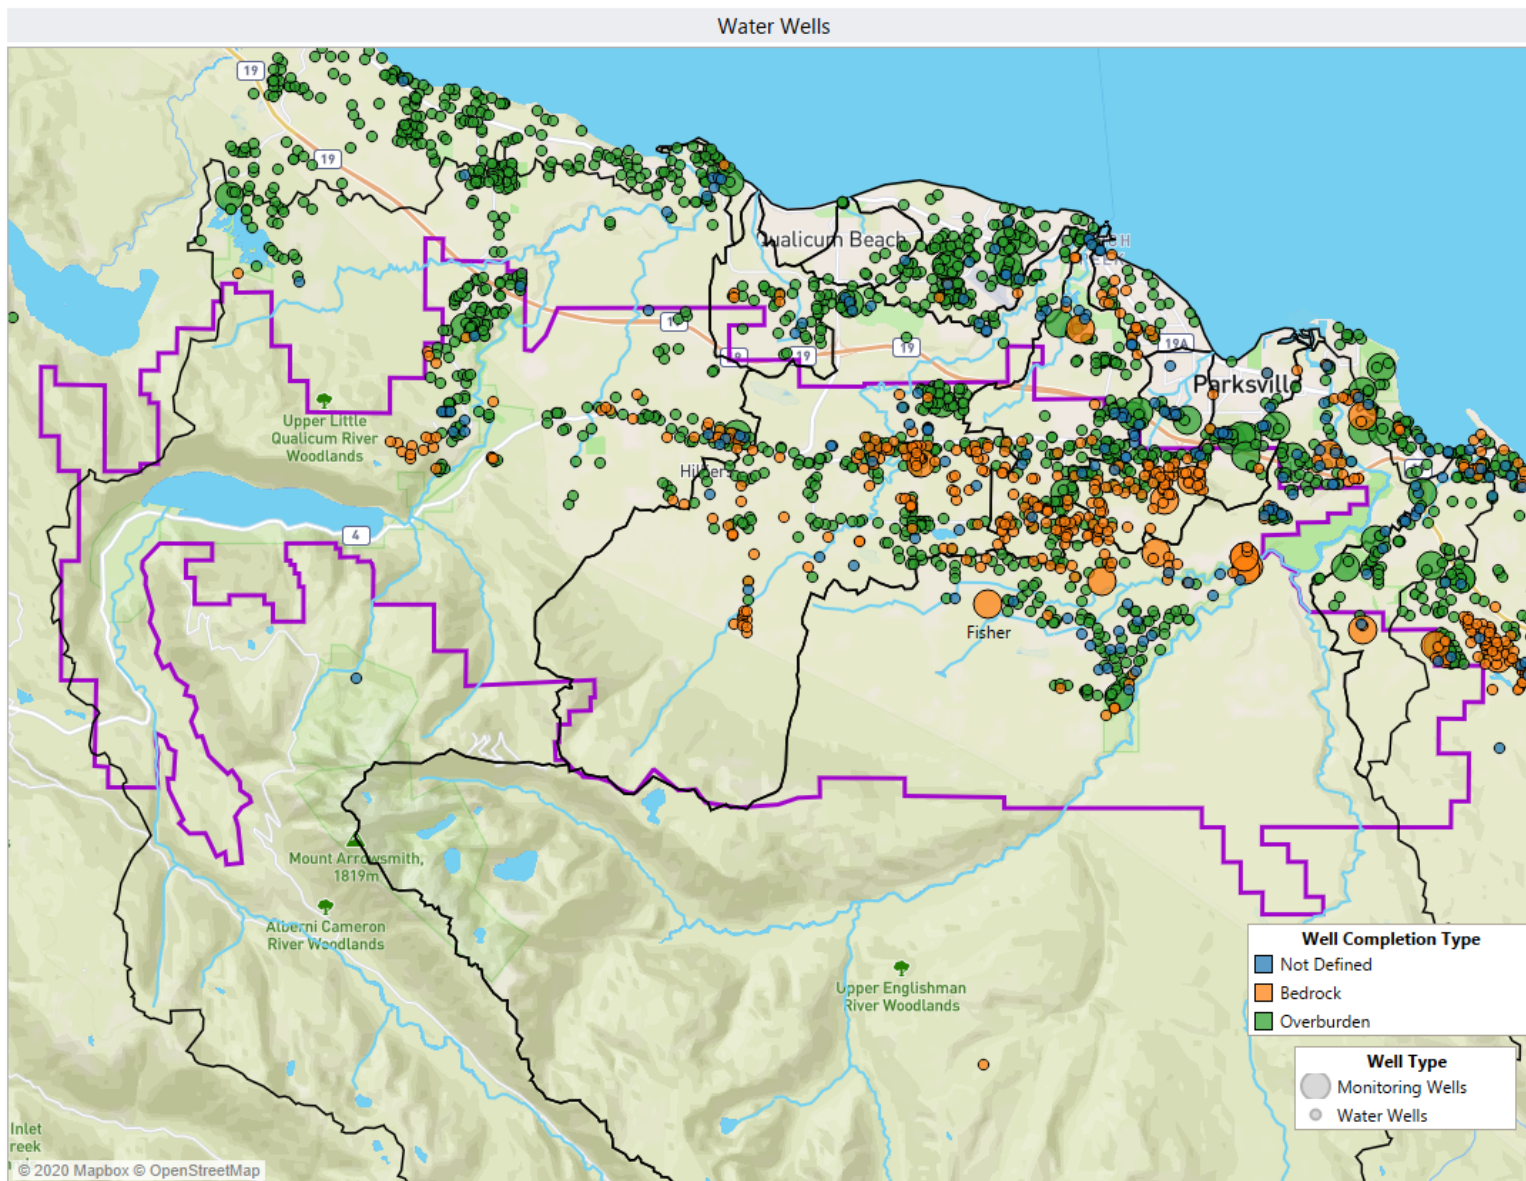 Water Wells
19
19
Qualicum Beach
19
19
19
19A
Parksville
Upper Little
Qualicum River
Woodlands
4
Fisher
Mount Arrowsmith,
1819m
Alberni Cameron
River Woodlands
Upper Englishman
River Woodlands
Well Completion Type
Not Defined
Bedrock
Overburden
Well Type
Monitoring Wells
Water Wells
Inlet
reek
© 2020 Mapbox © OpenStreetMap